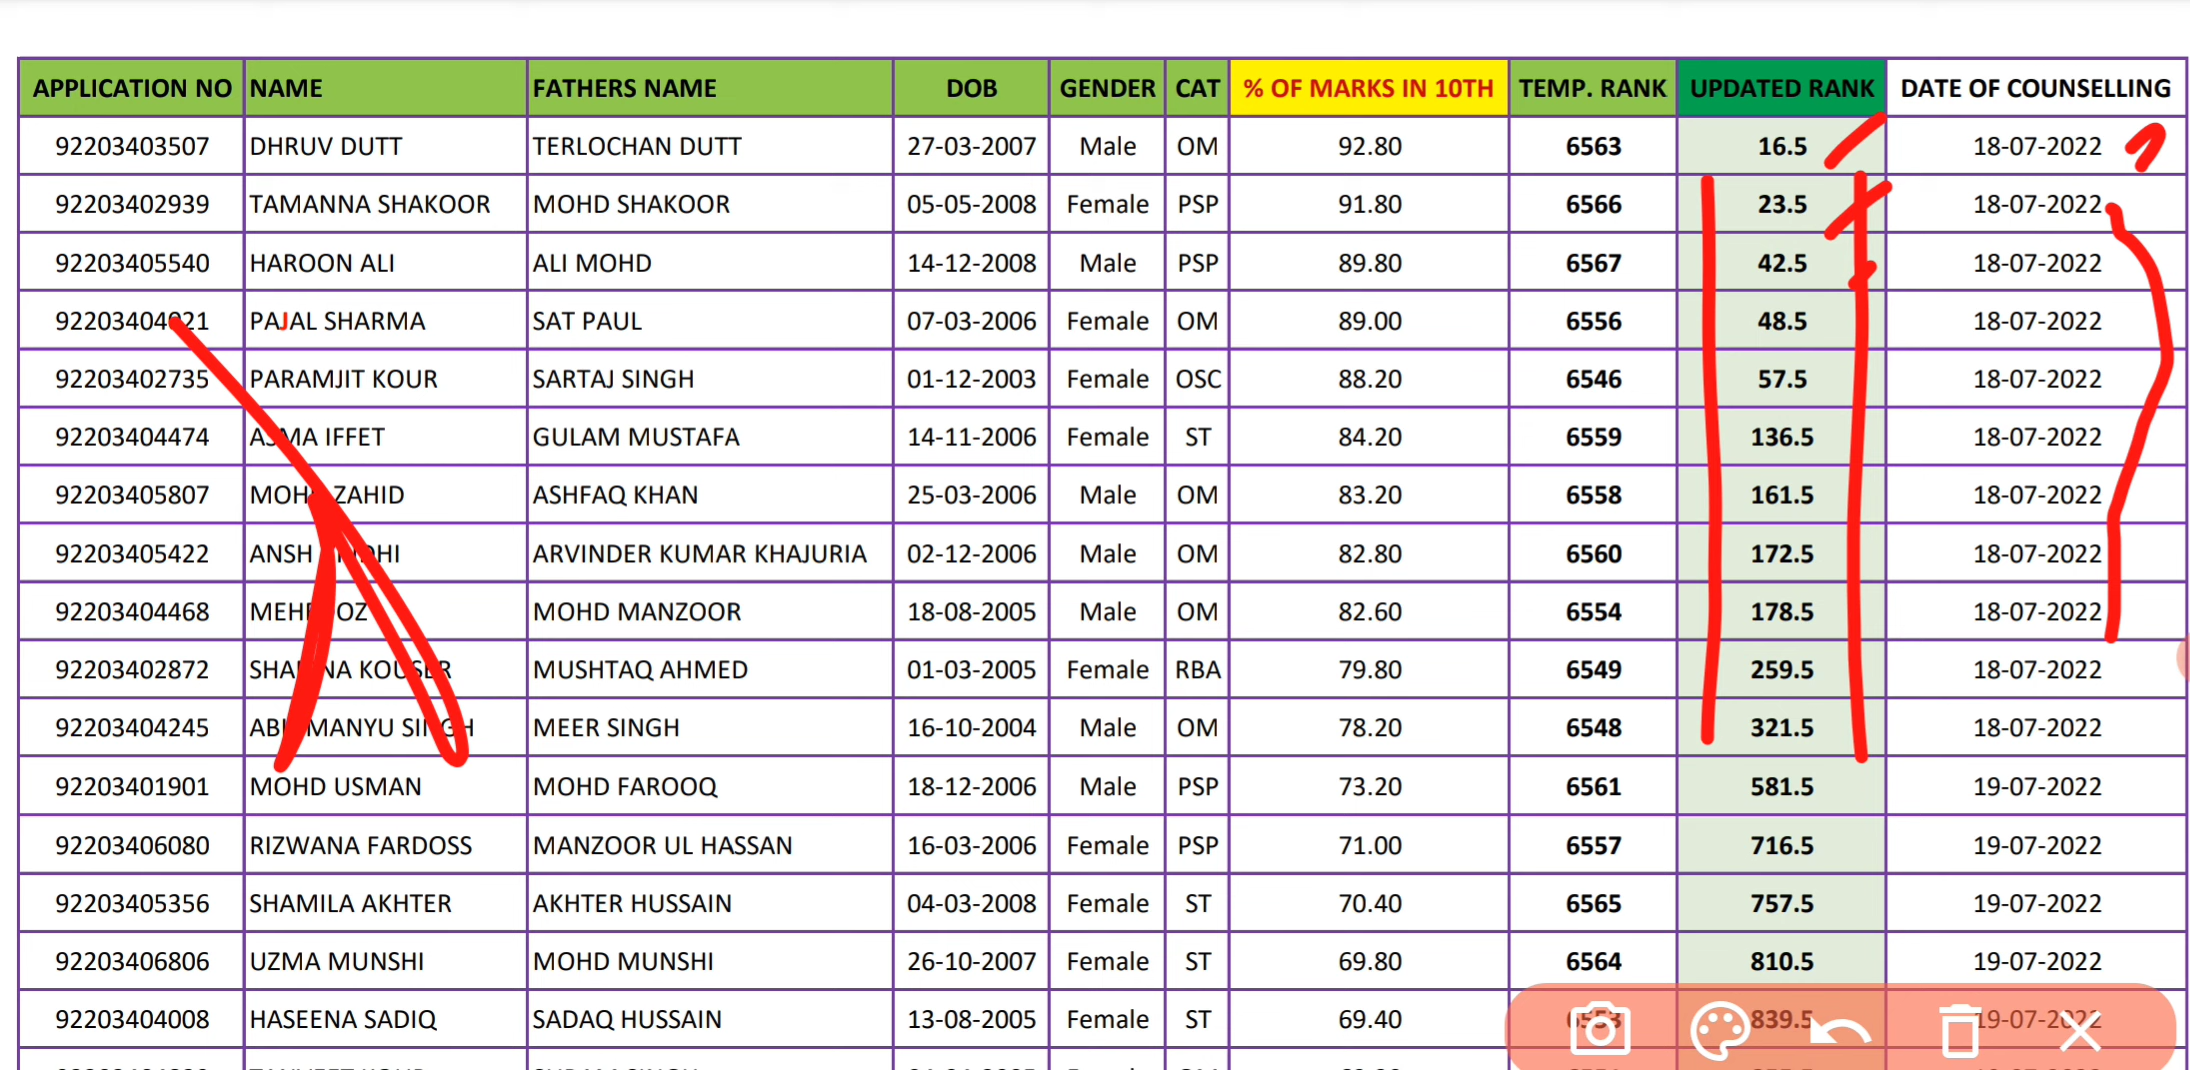 APPLICATION NO NAME FATHERS NAME DOB GENDER CAT % OF MARKS IN 10TH TEMP. RANK UPDATED RANK DATE OF COUNSELLING
92203403507 DHRUV DUTT TERLOCHAN DUTT 27-03-2007 Male OM 92.80 6563 16.5 18-07-2022
92203402939 TAMANNA SHAKOOR MOHD SHAKOOR 05-05-2008 Female PSP 91.80 6566 23.5 18-07-2022
92203405540 HAROON ALI ALI MOHD 14-12-2008 Male PSP 89.80 6567 42.5 18-07-2022
PAJAL SHARMA SAT PAUL 07-03-2006 Female OM 89.00 6556 48.5 18-07-2022
92203402735 PARAMJIT KOUR SARTAJ SINGH 01-12-2003 Female OSC 88.20 6546 57.5 18-07-2022
92203404474 ASMA IFFET GULAM MUSTAFA 14-11-2006 Female ST 84.20 6559 136.5 18-07-2022
92203405807 ZAHID ASHFAQ KHAN 25-03-2006 Male OM 83.20 6558 161.5 18-07-2022
92203405422 ANSH ARVINDER KUMAR KHAJURIA 02-12-2006 Male OM 82.80 6560 172.5 18-07-2022
92203404468 MOHD MANZOOR 18-08-2005 Male OM 82.60 6554 178.5 18-07-2022
92203402872 KOUSER MUSHTAQ AHMED 01-03-2005 Female RBA 79.80 6549 259.5 18-07-2022
92203404245 SINGH MEER SINGH 16-10-2004 Male OM 78.20 6548 321.5 18-07-2022
92203401901 MOHD USMAN MOHD FAROOQ 18-12-2006 Male PSP 73.20 6561 581.5 19-07-2022
92203406080 RIZWANA FARDOSS MANZOOR UL HASSAN 16-03-2006 Female PSP 71.00 6557 716.5 19-07-2022
92203405356 SHAMILA AKHTER AKHTER HUSSAIN 04-03-2008 Female ST 70.40 6565 757.5 19-07-2022
92203406806 UZMA MUNSHI MOHD MUNSHI 26-10-2007 Female ST 69.80 6564 810.5 19-07-2022
92203404008 HASEENA SADIQ SADAQ HUSSAIN 13-08-2005 Female ST 69.40 6553 839.5 19-07-2022